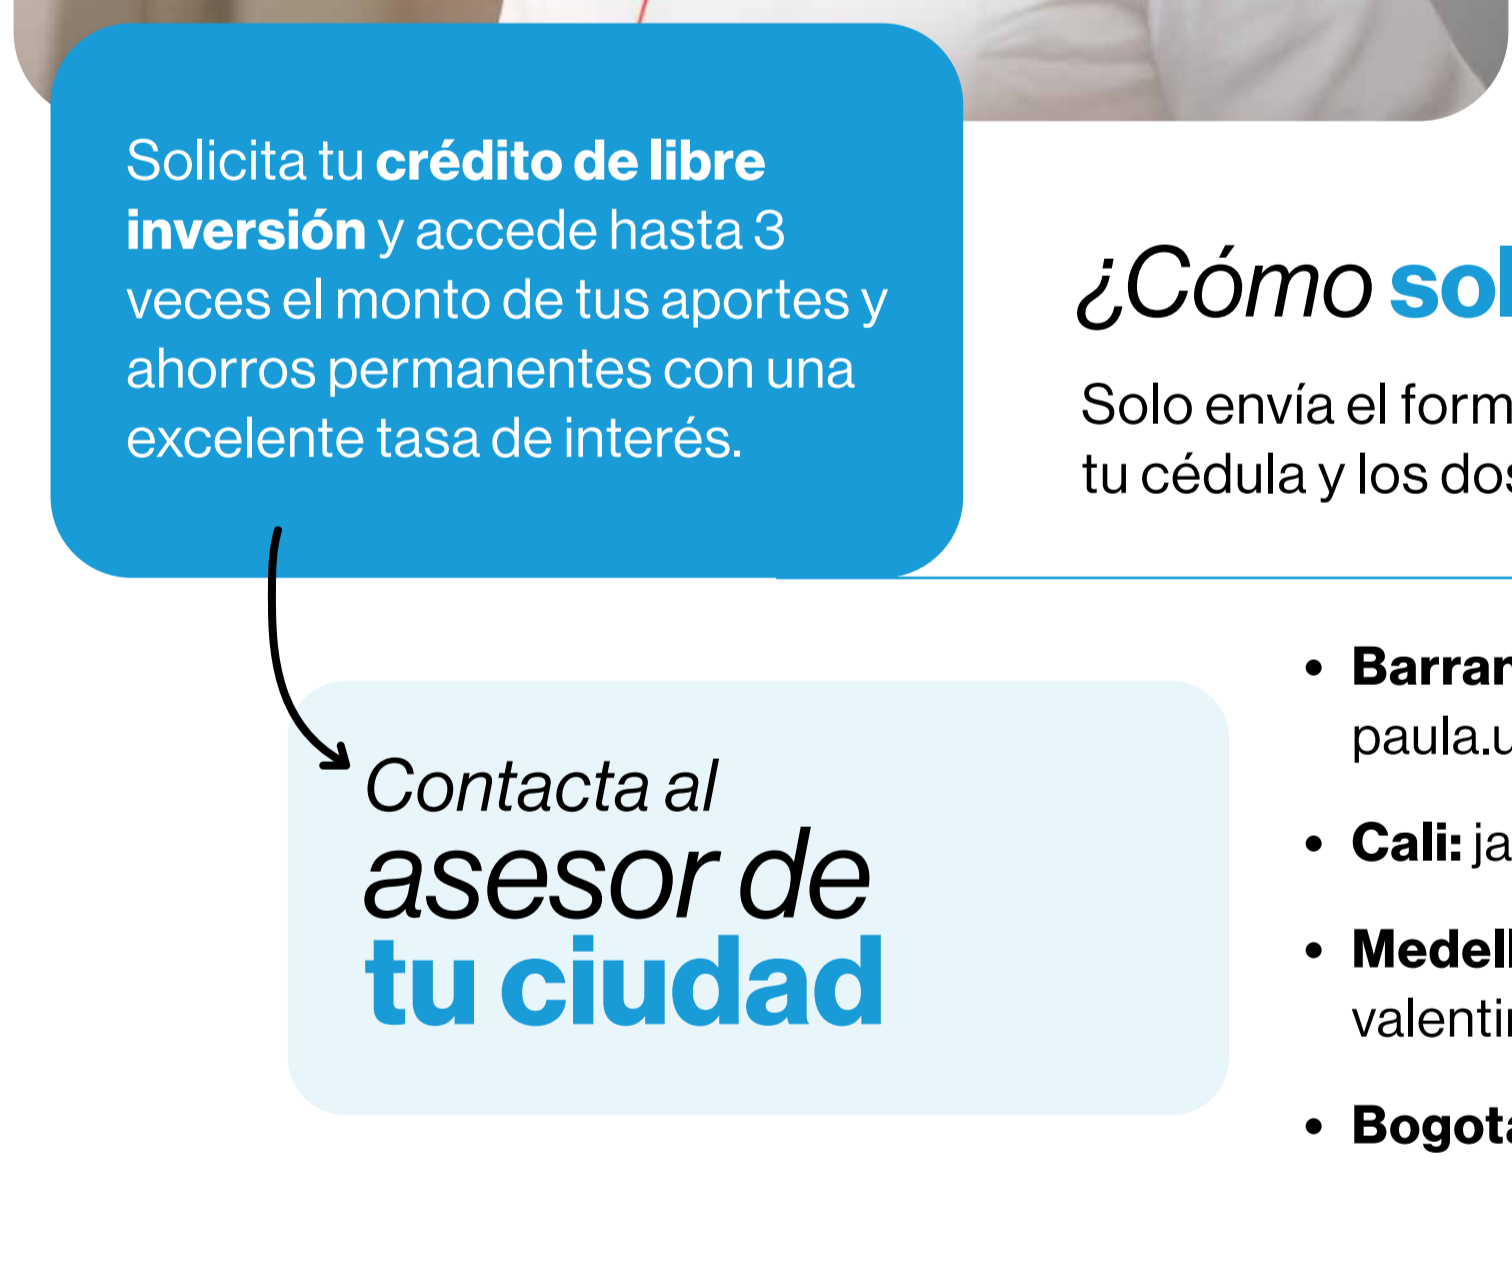 Solicita tu crédito de libre
inversión y accede hasta 3
veces el monto de tus aportes y
ahorros permanentes con una
excelente tasa de interés.
¿Cómo
Solo envía el
tu cédula y los
Contacta al
asesor de
tu ciudad
• Cali: